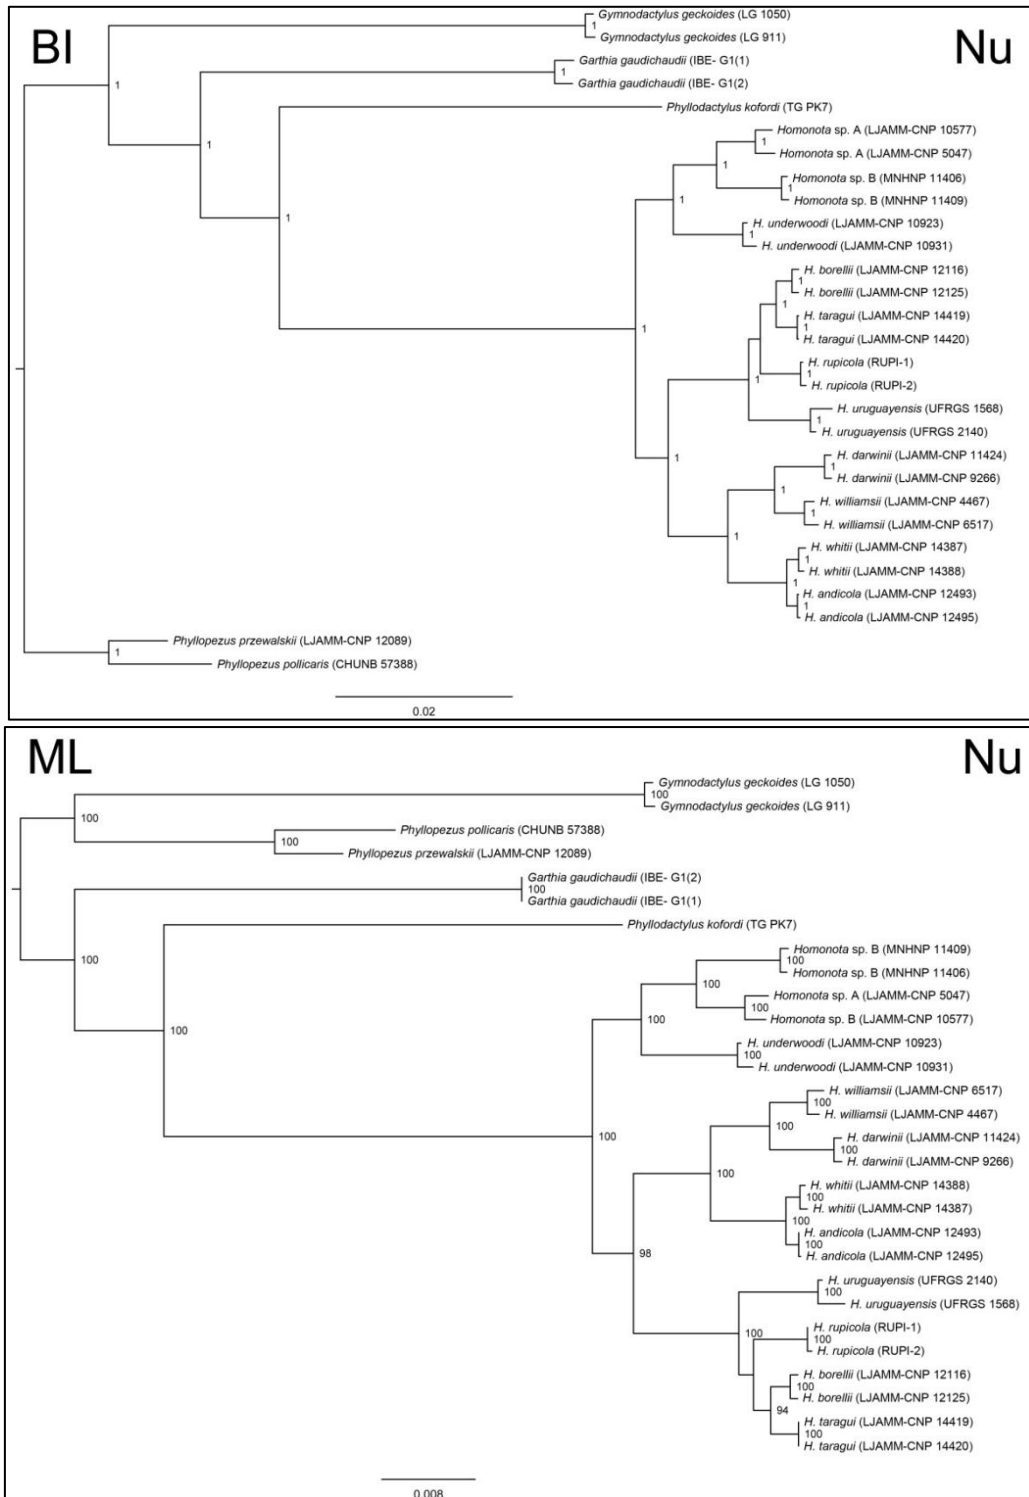 BI
Nu
Gymnodactylus geckoides (LG 1050)
1
Gymnodactylus geckoides (LG 911)
Garthia gaudichaudii (IBE- G1(1)
1
1
Garthia gaudichaudii (IBE- G1(2)
Phyllodactylus kofordi (TG PK7)
Homonota sp. A (LJAMM-CNP 10577)
1
1
Homonota sp. A (LJAMM-CNP 5047)
1
Homonota sp. B (MNHNP 11406)
1
1
Homonota sp. B (MNHNP 11409)
1
1
H. underwoodi (LJAMM-CNP 10923)
1
H. underwoodi (LJAMM-CNP 10931)
H. borellii (LJAMM-CNP 12116)
1
H. borellii (LJAMM-CNP 12125)
H. taragui (LJAMM-CNP 14419)
1
1
H. taragui (LJAMM-CNP 14420)
H. rupicola (RUPI-1)
1
1
H. rupicola (RUPI-2)
H. uruguayensis (UFRGS 1568)
1
H. uruguayensis (UFRGS 2140)
H. darwinii (LJAMM-CNP 11424)
1
1
H. darwinii (LJAMM-CNP 9266)
1
H. williamsii (LJAMM-CNP 4467)
1
H. williamsii (LJAMM-CNP 6517)
1
H. whitii (LJAMM-CNP 14387)
1
H. whitii (LJAMM-CNP 14388)
1
H. andicola (LJAMM-CNP 12493)
1
H. andicola (LJAMM-CNP 12495)
Phyllopezus przewalskii (LJAMM-CNP 12089)
1
Phyllopezus pollicaris (CHUNB 57388)
0.02
ML
Nu
Gymnodactylus geckoides (LG 1050)
100
Gymnodactylus geckoides (LG 911)
100
Phyllopezus pollicaris (CHUNB 57388)
100
Phyllopezus przewalskii (LJAMM-CNP 12089)
Garthia gaudichaudii (IBE- G1(2)
100
Garthia gaudichaudii (IBE- G1(1)
Phyllodactylus kofordi (TG PK7)
Homonota sp. B (MNHNP 11409)
100
100
Homonota sp. B (MNHNP 11406)
100
Homonota sp. A (LJAMM-CNP 5047)
100
100
Homonota sp. B (LJAMM-CNP 10577)
100
H. underwoodi (LJAMM-CNP 10923)
100
H. underwoodi (LJAMM-CNP 10931)
H. williamsii (LJAMM-CNP 6517)
100
H. williamsii (LJAMM-CNP 4467)
100
100
H. darwinii (LJAMM-CNP 11424)
100
H. darwinii (LJAMM-CNP 9266)
100
H. whitii (LJAMM-CNP 14388)
100
H. whitii (LJAMM-CNP 14387)
100
H. andicola (LJAMM-CNP 12493)
100
98
H. andicola (LJAMM-CNP 12495)
H. uruguayensis (UFRGS 2140)
100
H. uruguayensis (UFRGS 1568)
100
H. rupicola (RUPI-1)
100
H. rupicola (RUPI-2)
H. borellii (LJAMM-CNP 12116)
100
H. borellii (LJAMM-CNP 12125)
94
H. taragui (LJAMM-CNP 14419)
100
H. taragui (LJAMM-CNP 14420)
0.008